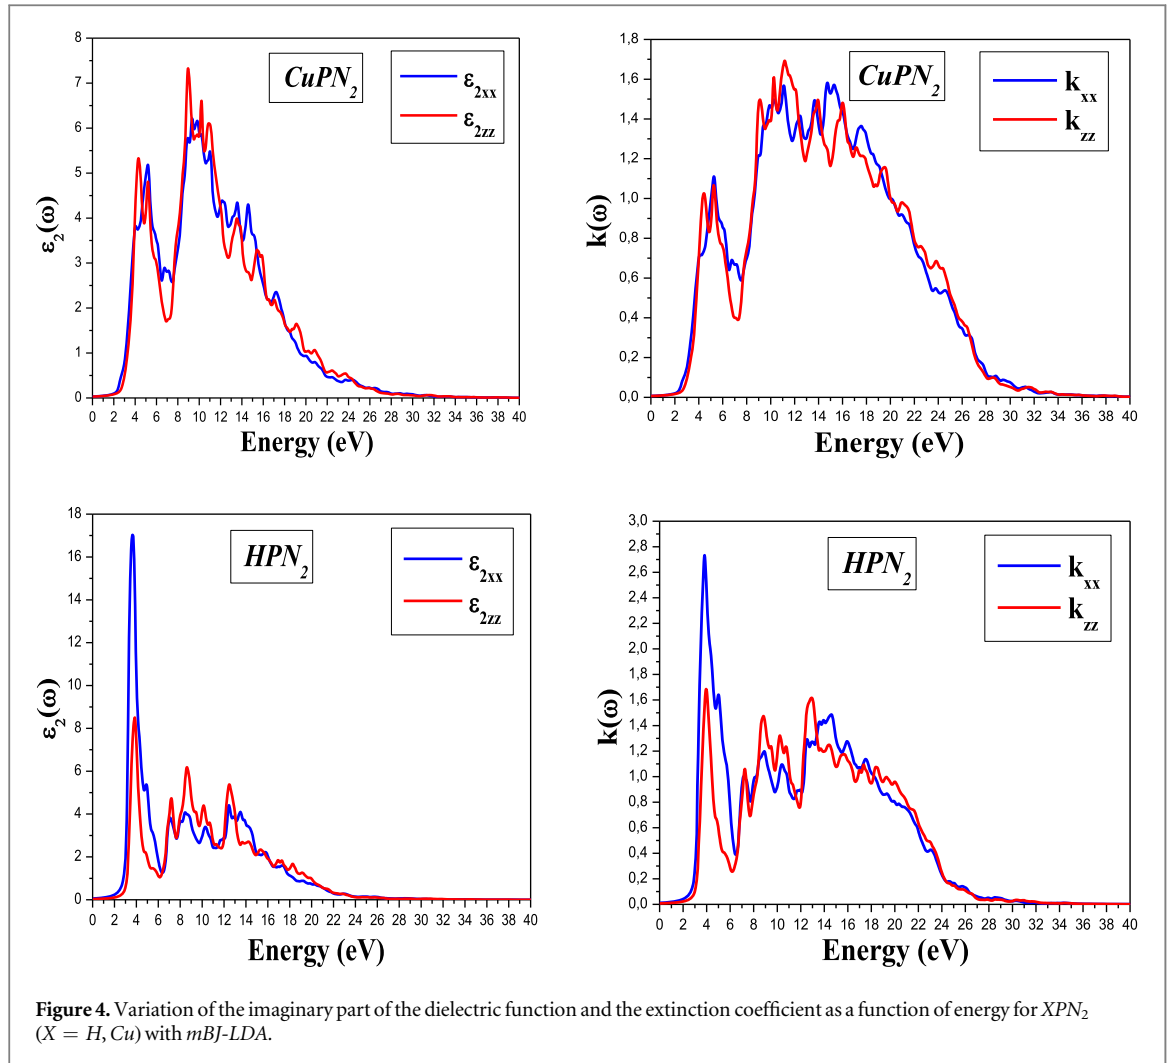 CuPN2
ε2xx
ε2zz
8
7
6
5
4
3
2
1
0
ε2(ω)
0 2 4 6 8 10 12 14 16 18 20 22 24 26 28 30 32 34 36 38 40
Energy (eV)
CuPN2
kxx
kzz
1,8
1,6
1,4
1,2
1,0
0,8
0,6
0,4
0,2
0,0
k(ω)
0 2 4 6 8 10 12 14 16 18 20 22 24 26 28 30 32 34 36 38 40
Energy (eV)
HPN2
ε2xx
ε2zz
18
16
14
12
10
8
6
4
2
0
ε2(ω)
0 2 4 6 8 10 12 14 16 18 20 22 24 26 28 30 32 34 36 38 40
Energy (eV)
HPN2
kxx
kzz
3,0
2,8
2,6
2,4
2,2
2,0
1,8
1,6
1,4
1,2
1,0
0,8
0,6
0,4
0,2
0,0
k(ω)
0 2 4 6 8 10 12 14 16 18 20 22 24 26 28 30 32 34 36 38 40
Energy (eV)
Figure 4. Variation of the imaginary part of the dielectric function and the extinction coefficient as a function of energy for XPN2
(X = H, Cu) with mBJ-LDA.